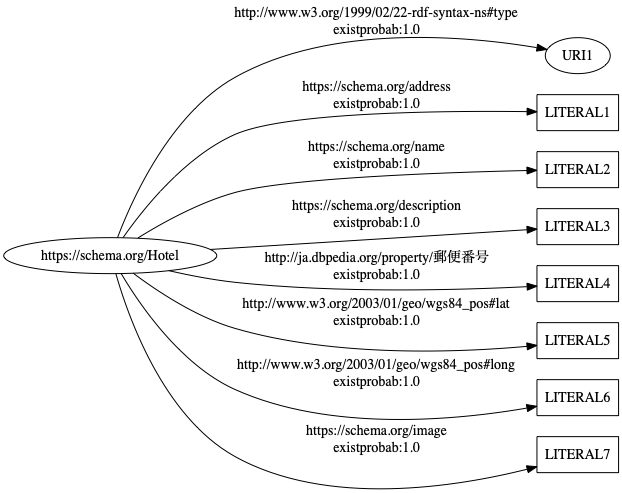 http://www.w3.org/1999/02/22-rdf-syntax-ns#type
existprobab:1.0
URI1
https://schema.org/address
existprobab:1.0
LITERAL1
https://schema.org/name
existprobab:1.0
LITERAL2
https://schema.org/description
existprobab:1.0
LITERAL3
https://schema.org/Hotel
http://ja.dbpedia.org/property/郵便番号
existprobab:1.0
LITERAL4
http://www.w3.org/2003/01/geo/wgs84_pos#lat
existprobab:1.0
LITERAL5
http://www.w3.org/2003/01/geo/wgs84_pos#long
existprobab:1.0
LITERAL6
https://schema.org/image
existprobab:1.0
LITERAL7